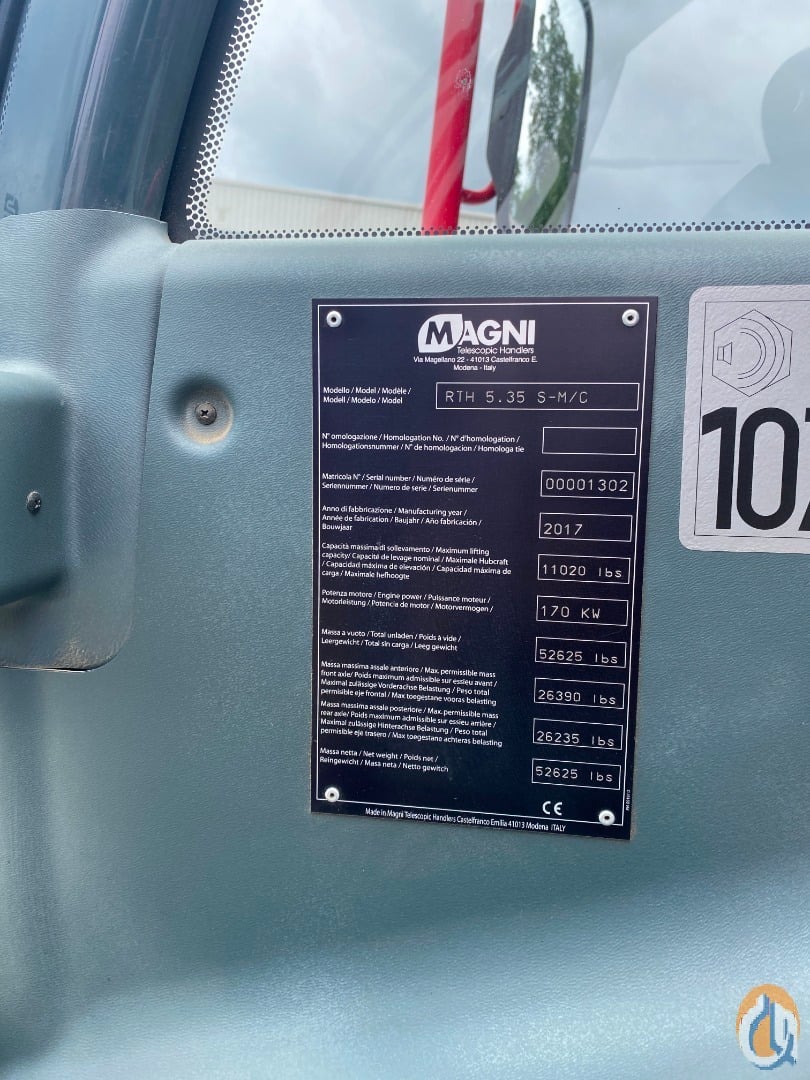 MAGNI
Telescopic Handlers
Via Magellano 22 - 41013 Castelfranco E.
Modena - Italy
Modello / Model / Modèle /
Modell / Modelo / Model
RTH 5.35 S-M/C
N° omologazione / Homologation No. / N° d'homologation /
Homologationsnummer / N° de homologacion / Homologa tie
Matricola N° / Serial number / Numéro de série /
Seriennummer / Numero de serie / Serienummer
00001302
Anno di fabbricazione / Manufacturing year /
Année de fabrication / Baujahr / Año fabricación /
Bouwjaar
2017
Capacità massima di sollevamento / Maximum lifting
capacity/ Capacité de levage nominal / Maximale Hubcraft
/ Capacidad máxima de elevación / Capacidad máxima de
carga / Maximale hefhoogte
11020 lbs
Potenza motore / Engine power / Puissance moteur /
Motorleistung / Potencia de motor / Motorvermogen /
170 KW
Massa a vuoto / Total unladen / Poids à vide /
Leergewicht / Total sin carga / Leeg gewicht
52625 lbs
Massa massima assale anteriore / Max. permissible mass
front axle/ Poids maximum admissible sur essieu avant /
Maximal zulässige Vorderachse Belastung / Peso total
permisible eje frontal / Max toegestane vooras belasting
26390 lbs
Massa massima assale posteriore / Max. permissible mass
rear axle/ Poids maximum admissible sur essieu arrière /
Maximal zulässige Hinterachse Belastung / Peso total
permisible eje trasero / Max toegestane achteras belasting
26235 lbs
Massa netta / Net weight / Poids net /
Reingewicht / Masa neta / Netto gewitch
52625 lbs
CE
Made in Magni Telescopic Handlers Castelfranco Emilia 41013 Modena ITALY
107